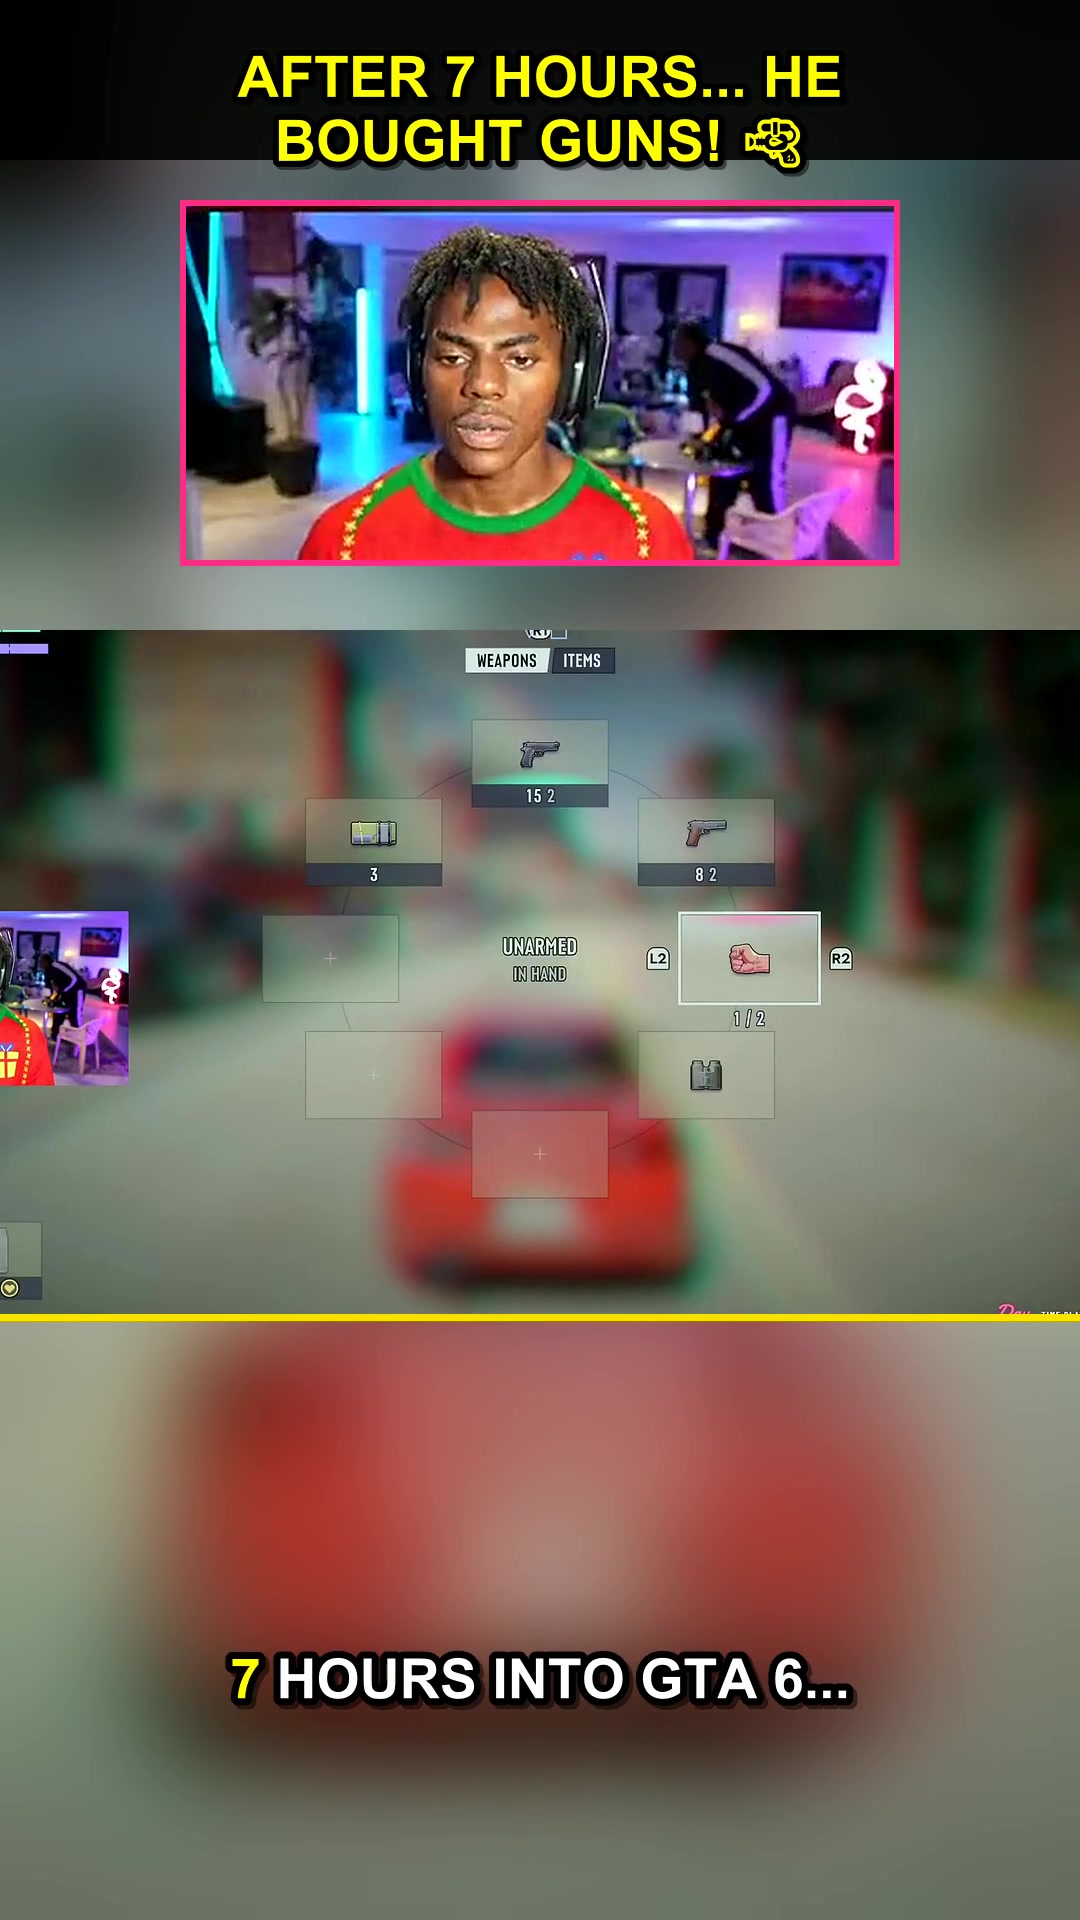 AFTER 7 HOURS... HE
BOUGHT GUNS! 🔫
R1
WEAPONS ITEMS
15 2
3
8 2
UNARMED
IN HAND
L2
R2
1/2
7 HOURS INTO GTA 6...